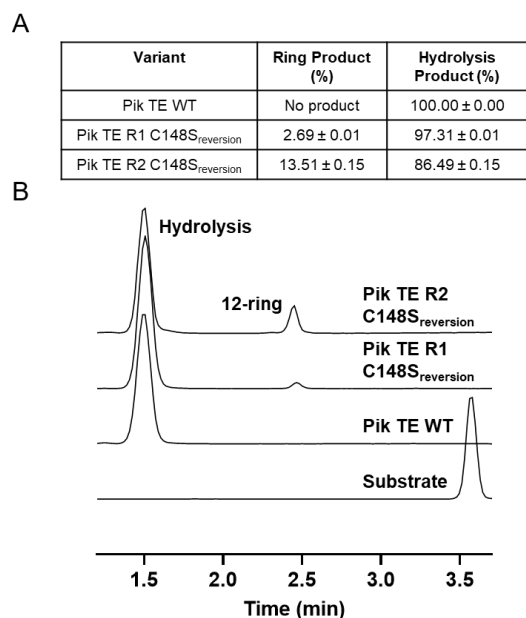 A
Variant Ring Product (%) Hydrolysis Product (%)
Pik TE WT No product 100.00 ± 0.00
Pik TE R1 C148Sreversion 2.69 ± 0.01 97.31 ± 0.01
Pik TE R2 C148Sreversion 13.51 ± 0.15 86.49 ± 0.15
B
Hydrolysis
12-ring
Pik TE R2
C148Sreversion
Pik TE R1
C148Sreversion
Pik TE WT
Substrate
1.5 2.0 2.5 3.0 3.5
Time (min)